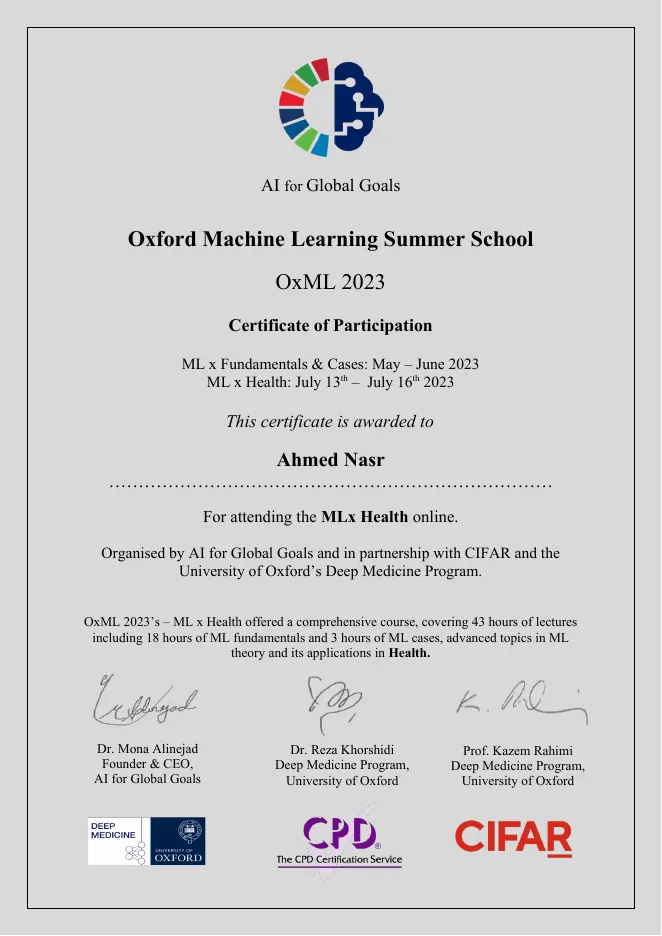 AI for Global Goals
Oxford Machine Learning Summer School
OxML 2023
Certificate of Participation
ML x Fundamentals & Cases: May – June 2023
ML x Health: July 13th – July 16th 2023
This certificate is awarded to
Ahmed Nasr
For attending the MLx Health online.
Organised by AI for Global Goals and in partnership with CIFAR and the
University of Oxford's Deep Medicine Program.
OxML 2023's – ML x Health offered a comprehensive course, covering 43 hours of lectures
including 18 hours of ML fundamentals and 3 hours of ML cases, advanced topics in ML
theory and its applications in Health.
Dr. Mona Alinejad
Founder & CEO,
AI for Global Goals
Dr. Reza Khorshidi
Deep Medicine Program,
University of Oxford
Prof. Kazem Rahimi
Deep Medicine Program,
University of Oxford
DEEP
MEDICINE
UNIVERSITY OF
OXFORD
CPD®
The CPD Certification Service
CIFAR